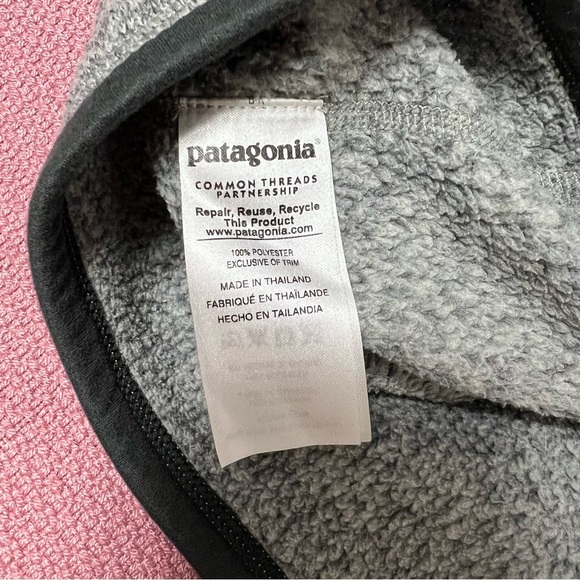 patagonia®
COMMON THREADS
PARTNERSHIP
Repair, Reuse, Recycle
This Product
www.patagonia.com
100% POLYESTER
EXCLUSIVE OF TRIM
MADE IN THAILAND
FABRIQUÉ EN THAÏLANDE
HECHO EN TAILANDIA